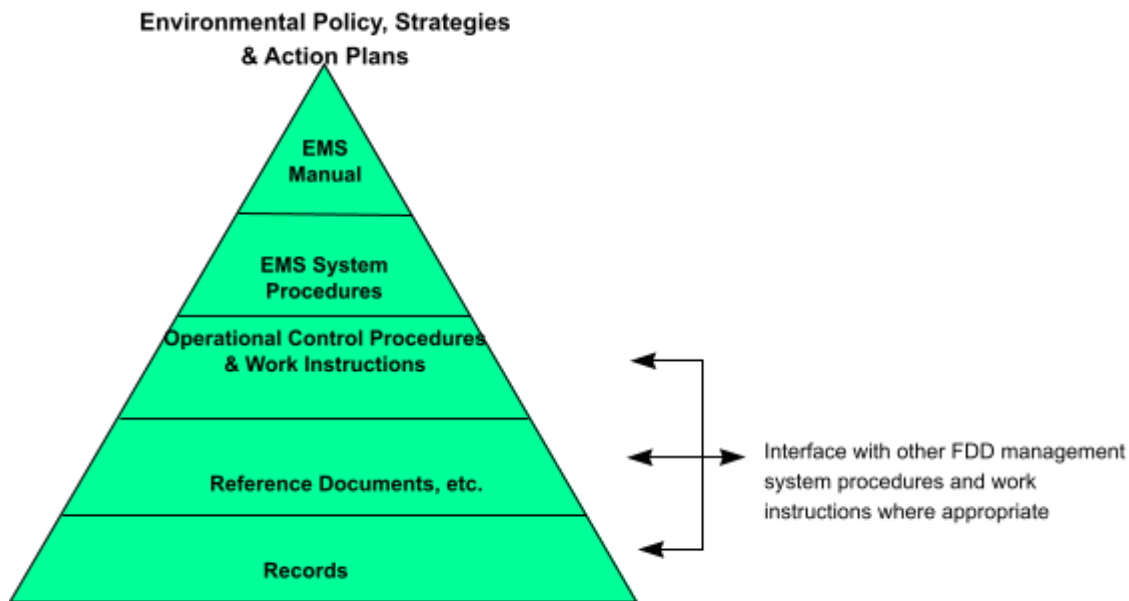 Environmental Policy, Strategies
& Action Plans
EMS
Manual
EMS System
Procedures
Operational Control Procedures
& Work Instructions
Reference Documents, etc.
Records
Interface with other FDD management
system procedures and work
instructions where appropriate